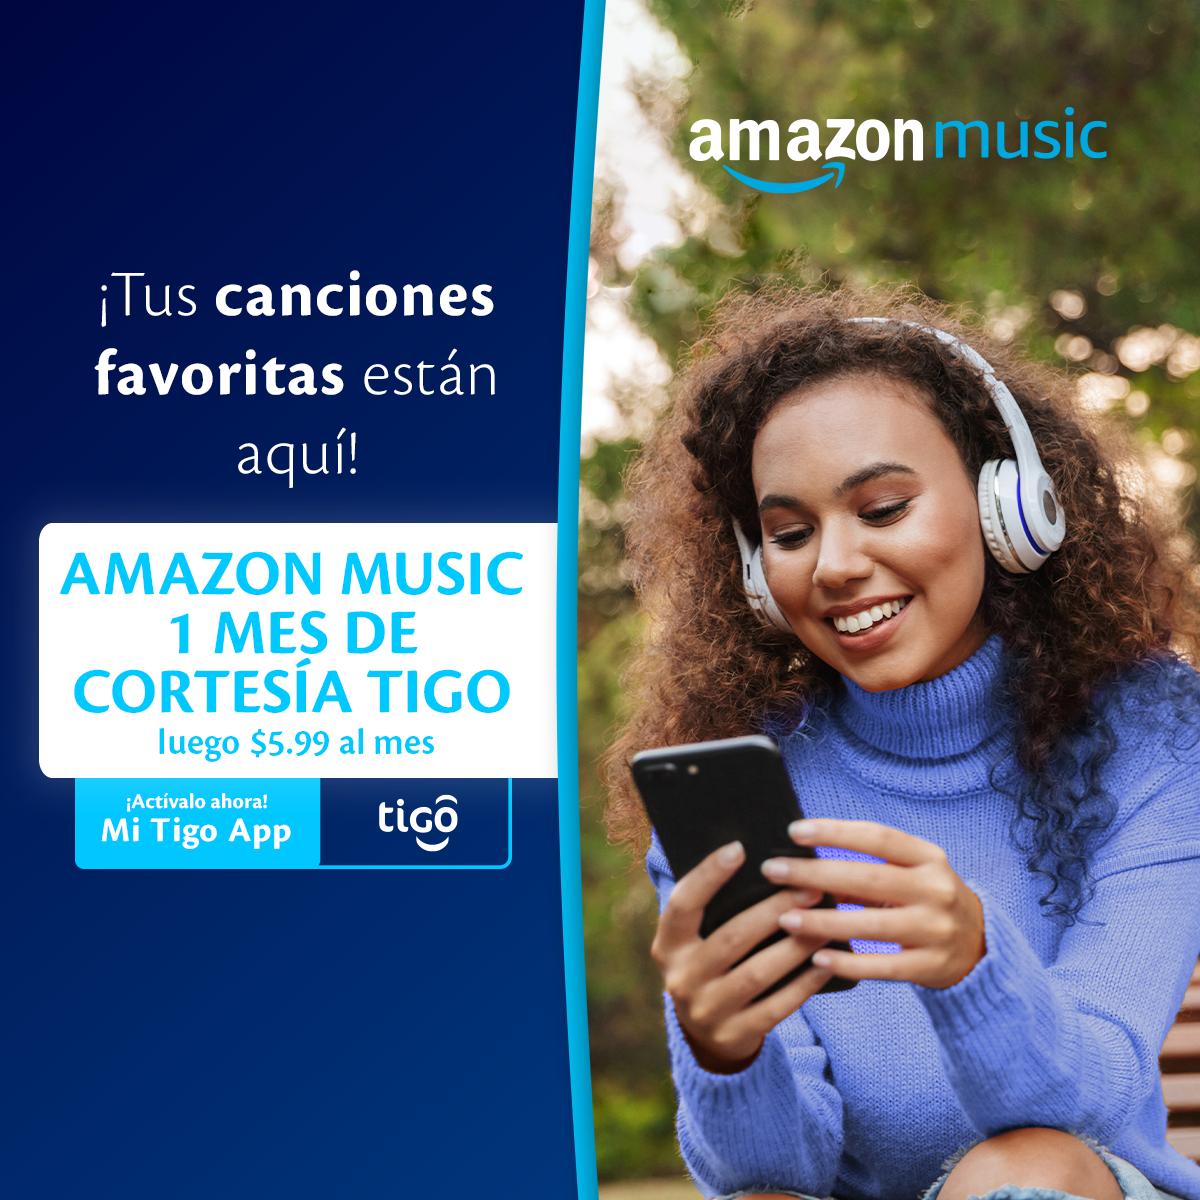 amazon music
¡Tus canciones
favoritas están
aquí!
AMAZON MUSIC
1 MES DE
CORTESÍA TIGO
luego $5.99 al mes
¡Actívalo ahora!
Mi Tigo App
tigo